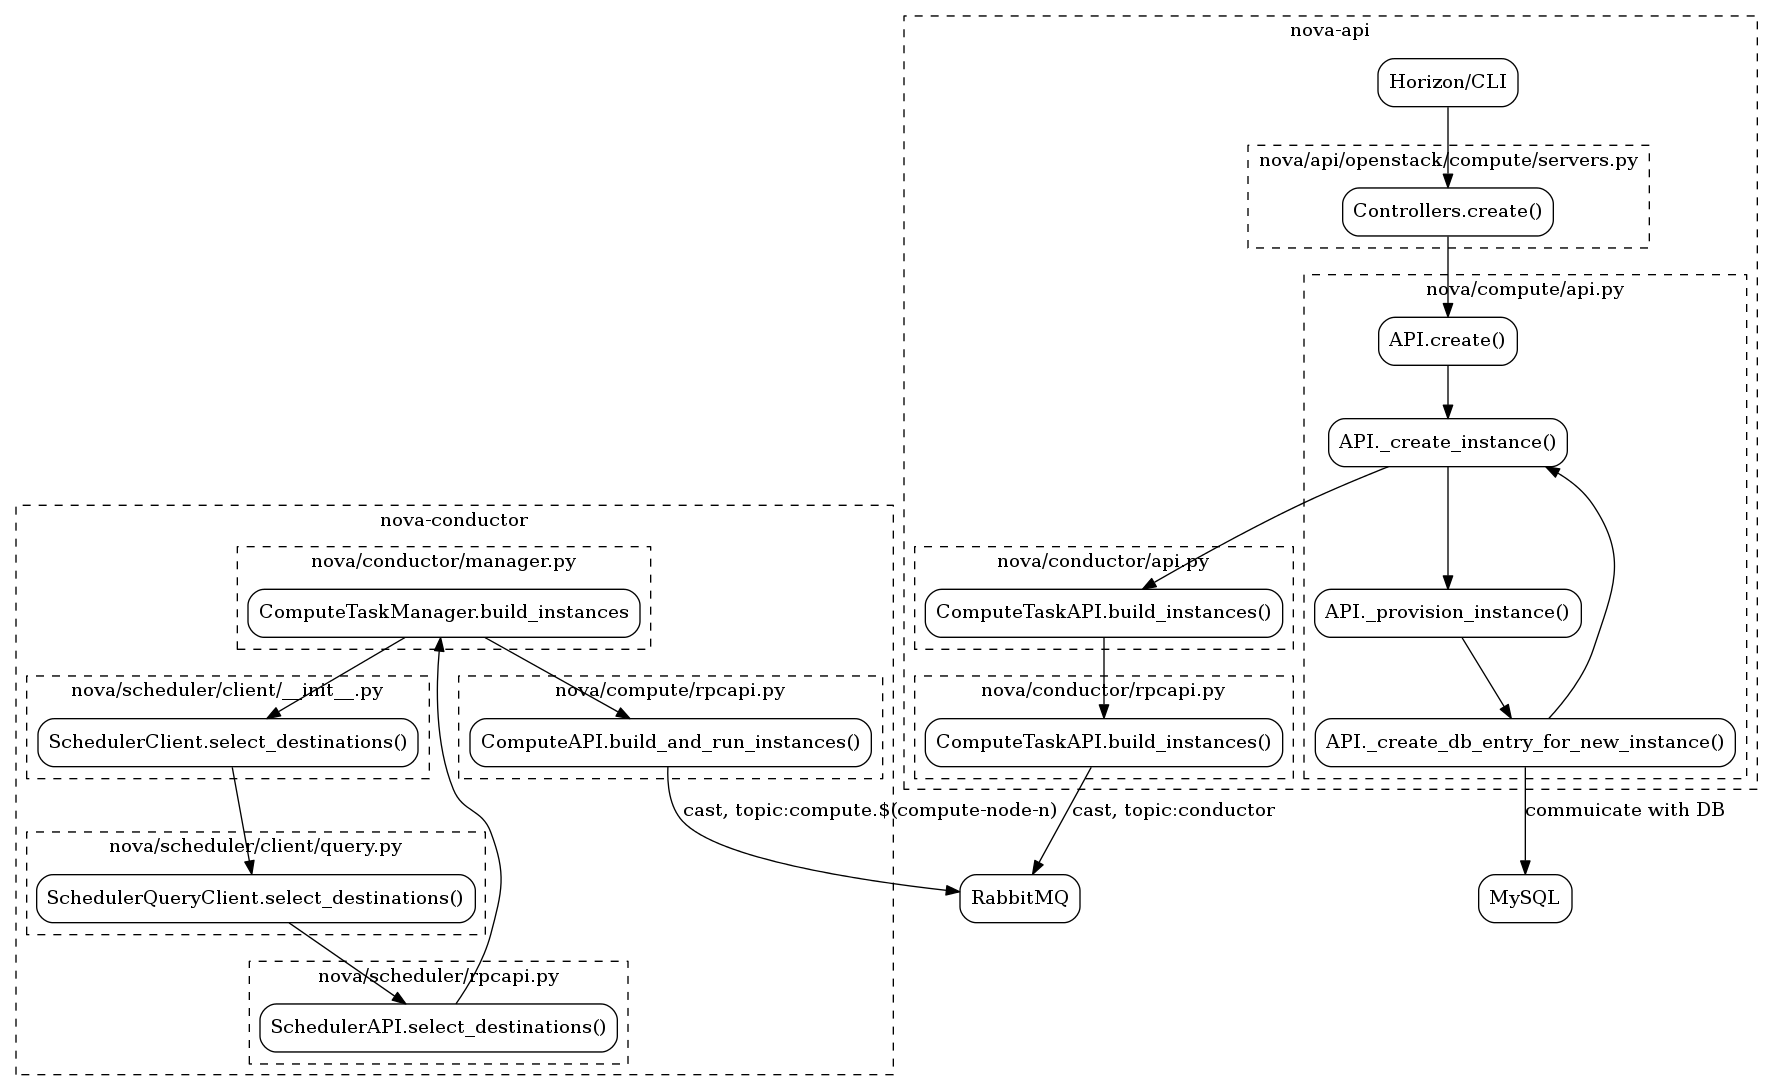 nova-api
Horizon/CLI
nova/api/openstack/compute/servers.py
Controllers.create()
nova/compute/api.py
API.create()
API._create_instance()
nova-conductor
nova/conductor/manager.py
nova/conductor/api.py
ComputeTaskManager.build_instances
ComputeTaskAPI.build_instances()
API._provision_instance()
nova/scheduler/client/__init__.py
nova/compute/rpcapi.py
nova/conductor/rpcapi.py
SchedulerClient.select_destinations()
ComputeAPI.build_and_run_instances()
ComputeTaskAPI.build_instances()
API._create_db_entry_for_new_instance()
cast, topic:compute.$(compute-node-n)
cast, topic:conductor
commuicate with DB
nova/scheduler/client/query.py
SchedulerQueryClient.select_destinations()
RabbitMQ
MySQL
nova/scheduler/rpcapi.py
SchedulerAPI.select_destinations()